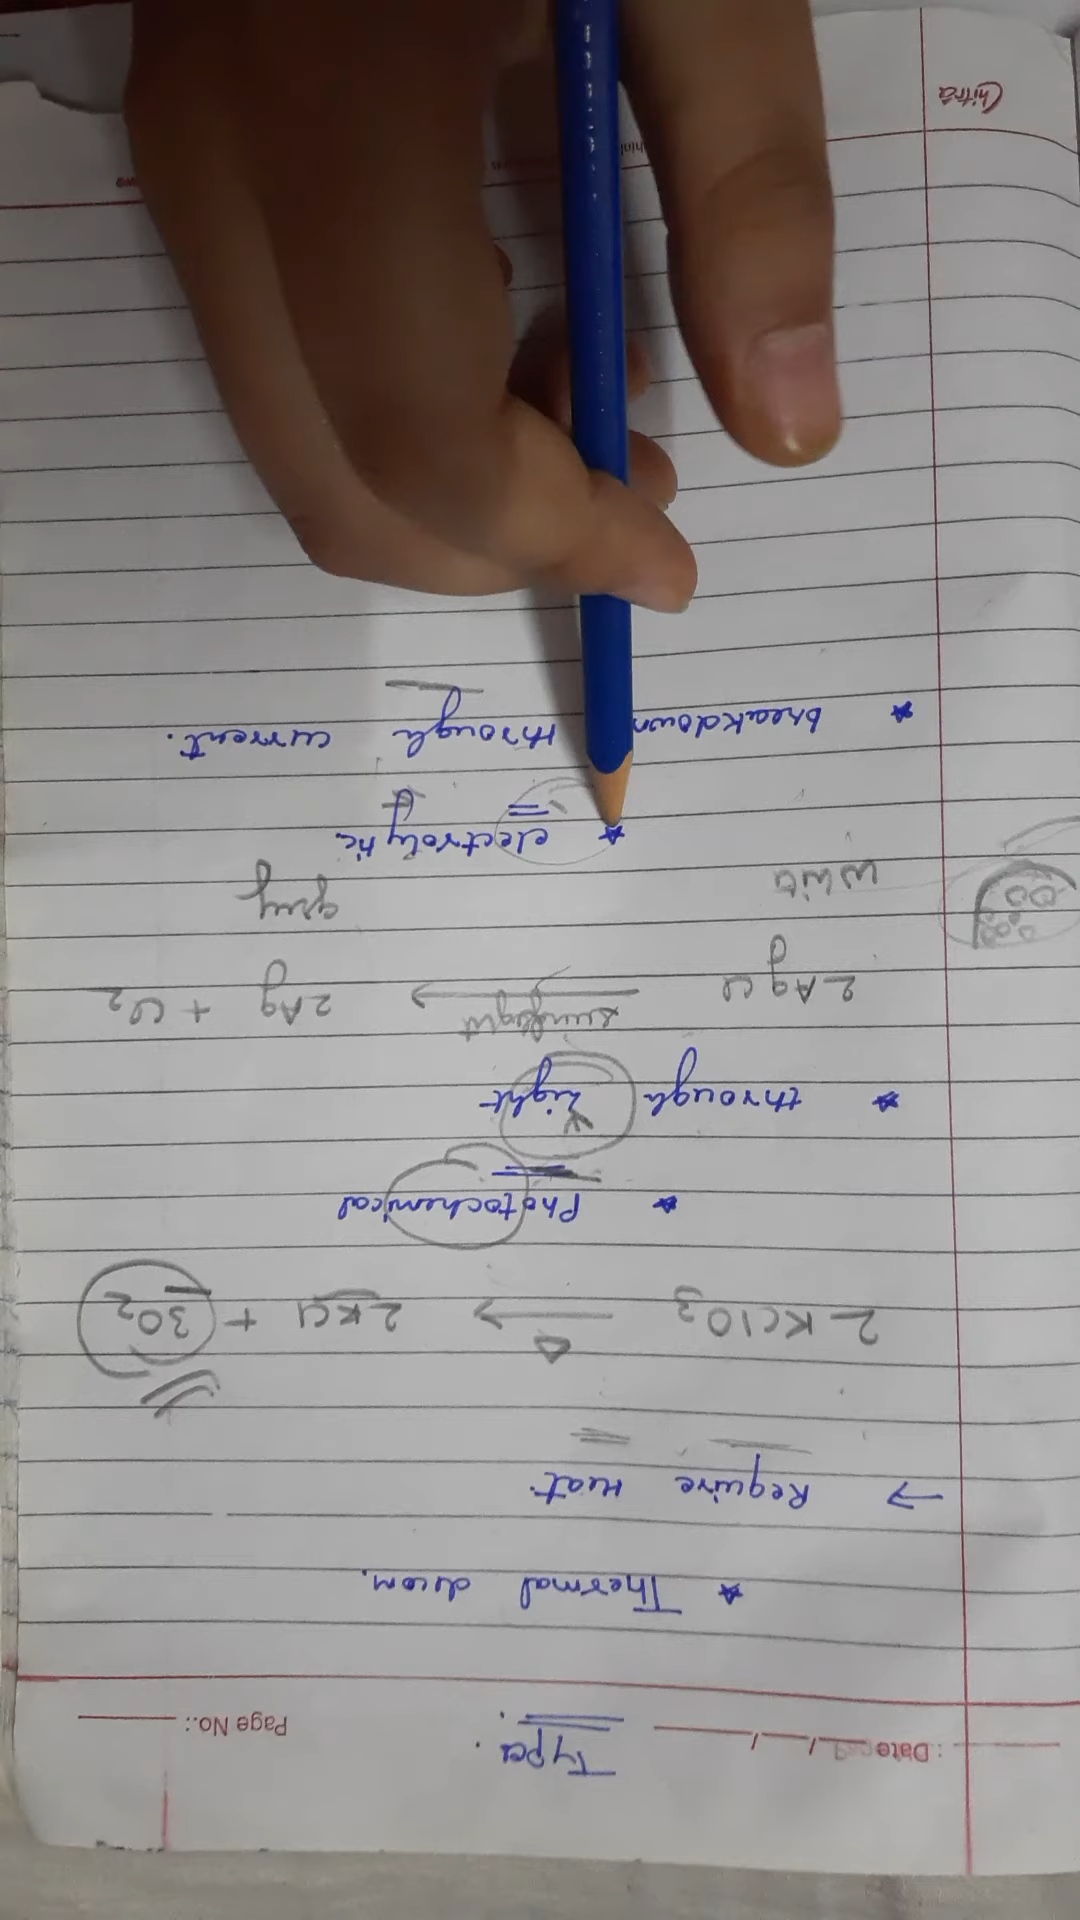 Date : / / Page No.:
Types.
★ Thermal decom.
→ Require Heat.
2KClO3 →Δ 2KCl + 3O2
★ Photochemical
★ through Light
sunlight
2AgCl → 2Ag + Cl2
white grey
★ electrolytic
★ breakdown through current.
Chitra